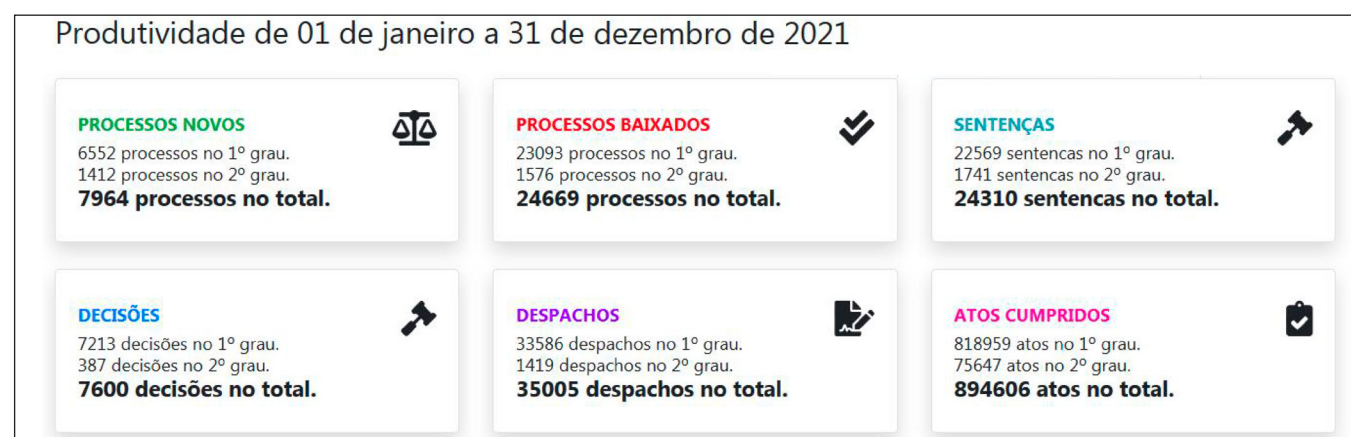 Produtividade de 01 de janeiro a 31 de dezembro de 2021
PROCESSOS NOVOS
6552 processos no 1º grau.
1412 processos no 2º grau.
7964 processos no total.
PROCESSOS BAIXADOS
23093 processos no 1º grau.
1576 processos no 2º grau.
24669 processos no total.
SENTENÇAS
22569 sentencas no 1º grau.
1741 sentencas no 2º grau.
24310 sentencas no total.
DECISÕES
7213 decisões no 1º grau.
387 decisões no 2º grau.
7600 decisões no total.
DESPACHOS
33586 despachos no 1º grau.
1419 despachos no 2º grau.
35005 despachos no total.
ATOS CUMPRIDOS
818959 atos no 1º grau.
75647 atos no 2º grau.
894606 atos no total.